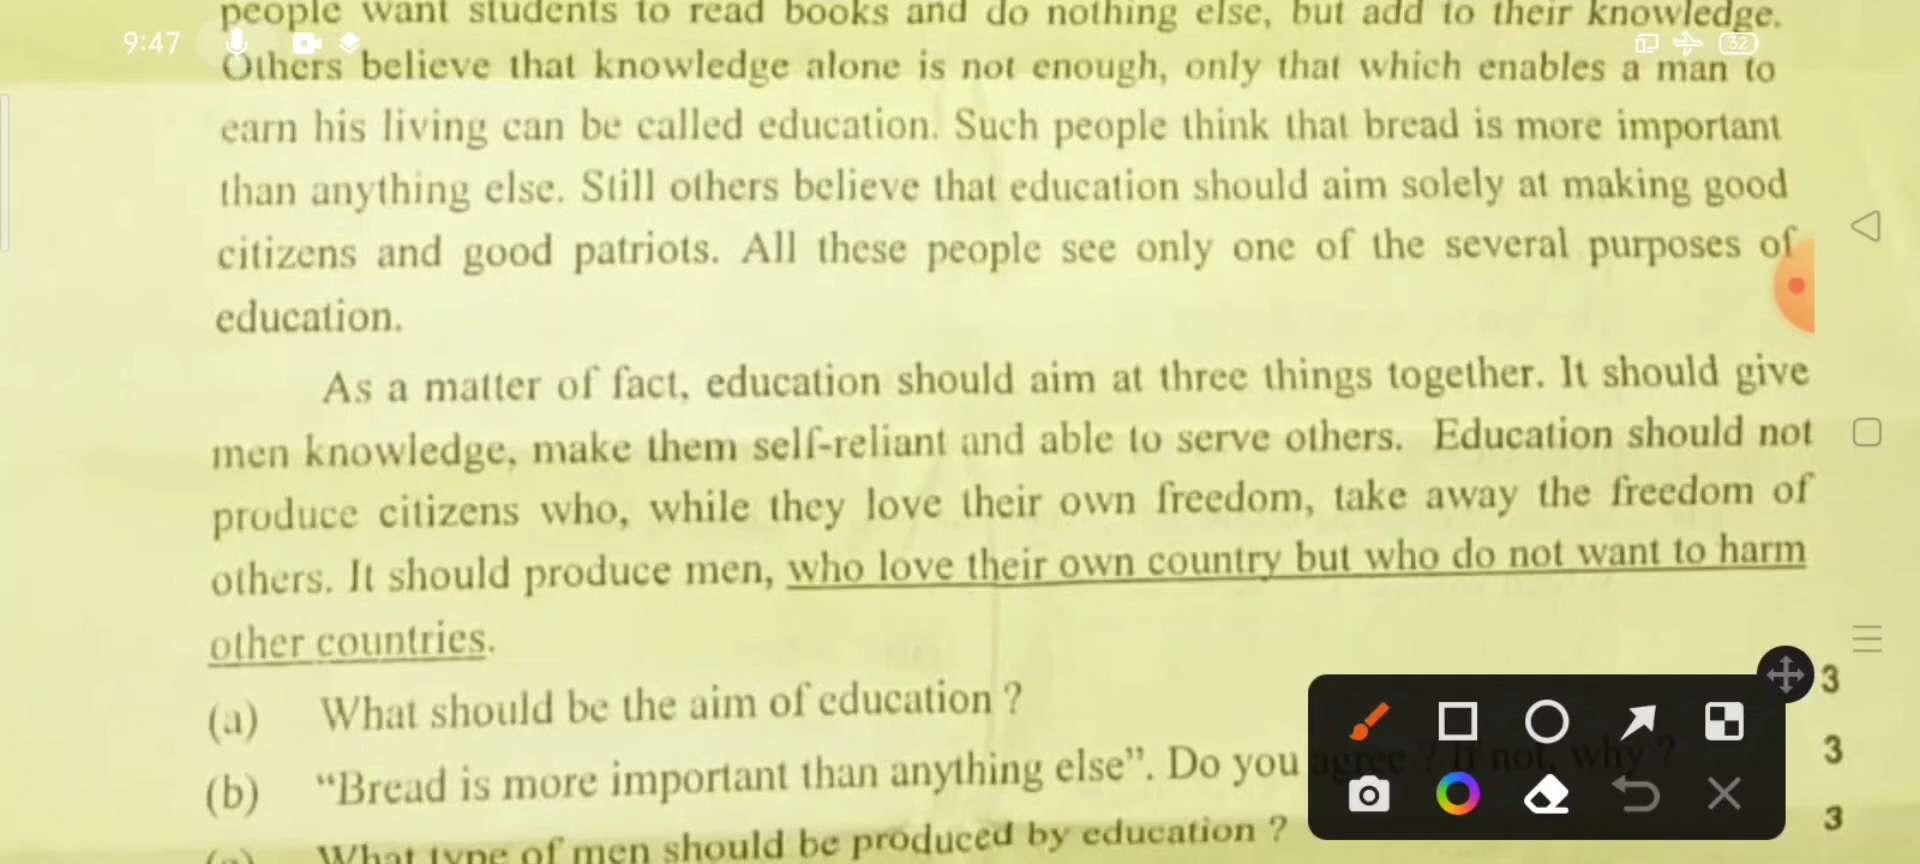 people want students to read books and do nothing else, but add to their knowledge.
9:47
32
Others believe that knowledge alone is not enough, only that which enables a man to
earn his living can be called education. Such people think that bread is more important
than anything else. Still others believe that education should aim solely at making good
citizens and good patriots. All these people see only one of the several purposes of
education.
As a matter of fact, education should aim at three things together. It should give
men knowledge, make them self-reliant and able to serve others. Education should not
produce citizens who, while they love their own freedom, take away the freedom of
others. It should produce men, who love their own country but who do not want to harm
other countries.
(a) What should be the aim of education ? 3
(b) “Bread is more important than anything else”. Do you agree ? If not, why ? 3
What type of men should be produced by education ? 3